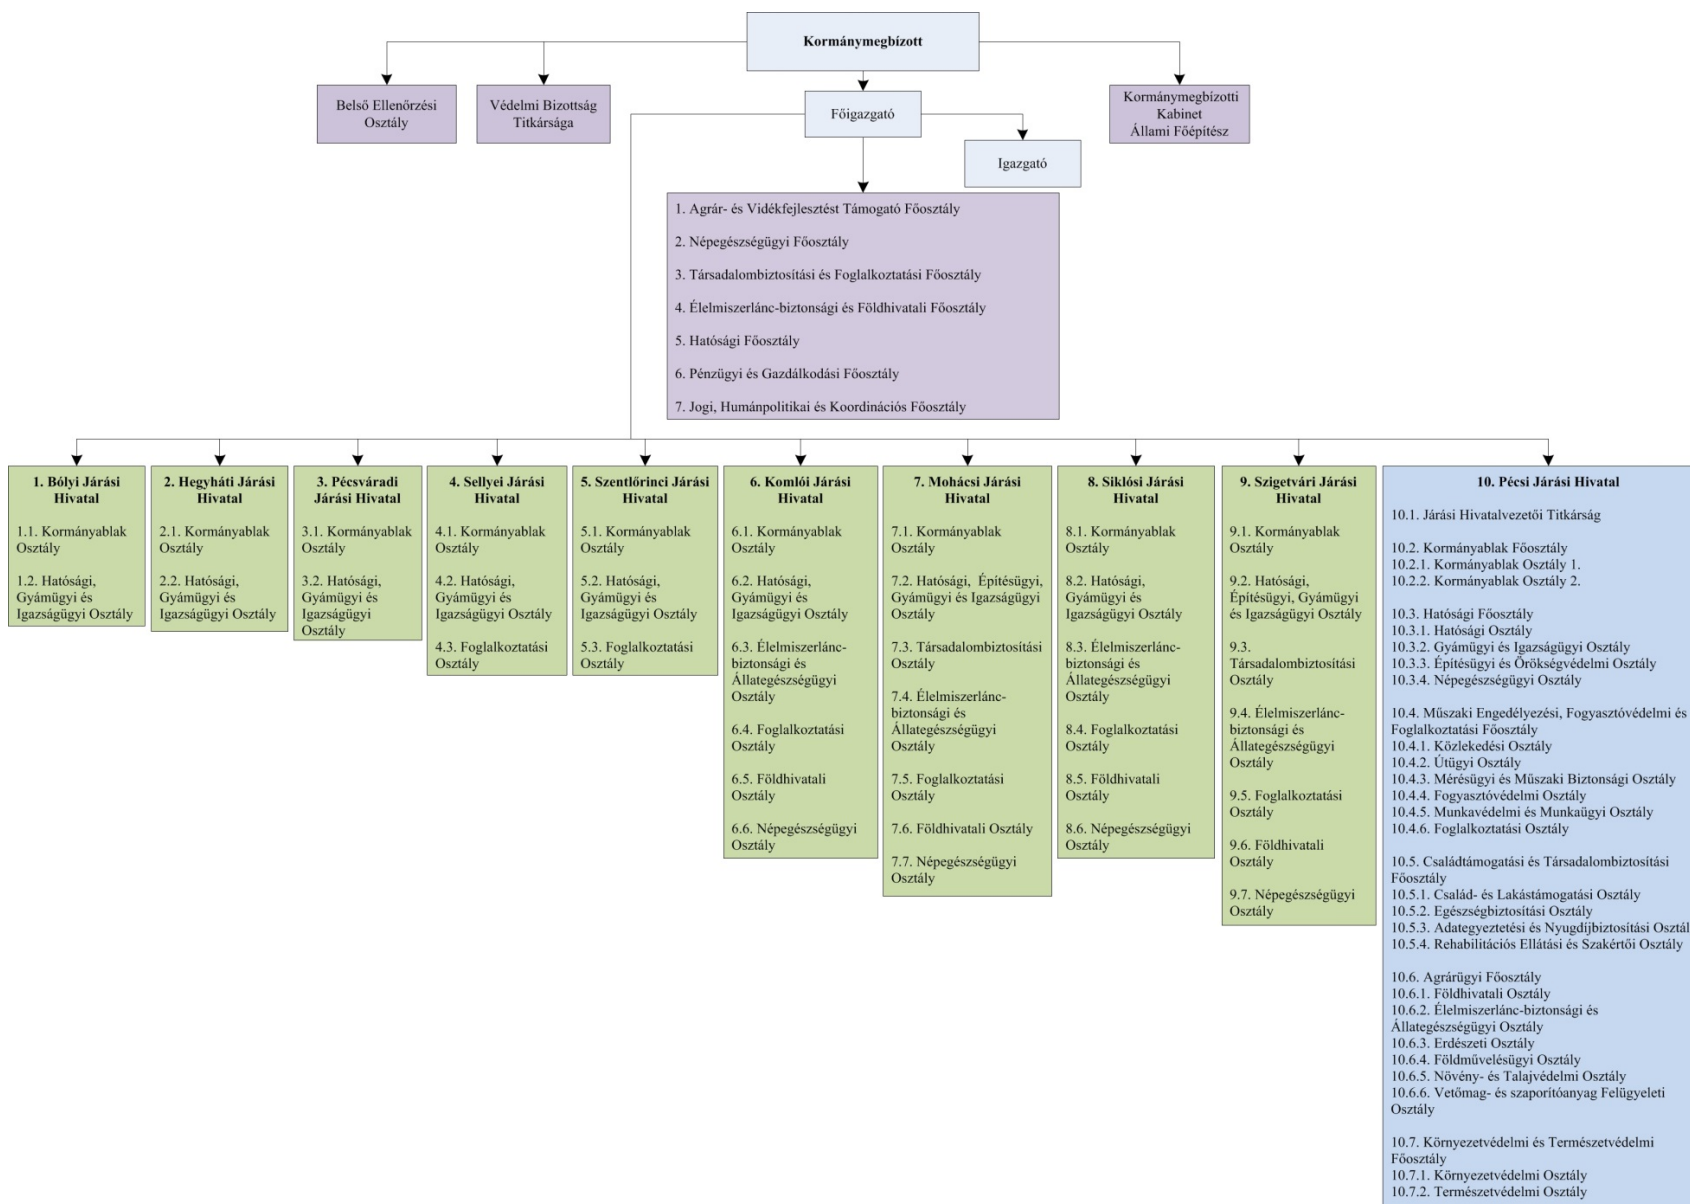 Kormánymegbízott
Belső Ellenőrzési
Osztály
Védelmi Bizottság
Titkársága
Főigazgató
Kormánymegbízotti
Kabinet
Állami Főépítész
Igazgató
1. Agrár- és Vidékfejlesztést Támogató Főosztály
2. Népegészségügyi Főosztály
3. Társadalombiztosítási és Foglalkoztatási Főosztály
4. Élelmiszerlánc-biztonsági és Földhivatali Főosztály
5. Hatósági Főosztály
6. Pénzügyi és Gazdálkodási Főosztály
7. Jogi, Humánpolitikai és Koordinációs Főosztály
1. Bólyi Járási
Hivatal
1.1. Kormányablak
Osztály
1.2. Hatósági,
Gyámügyi és
Igazságügyi Osztály
2. Hegyháti Járási
Hivatal
2.1. Kormányablak
Osztály
2.2. Hatósági,
Gyámügyi és
Igazságügyi Osztály
3. Pécsváradi
Járási Hivatal
3.1. Kormányablak
Osztály
3.2. Hatósági,
Gyámügyi és
Igazságügyi
Osztály
4. Sellyei Járási
Hivatal
4.1. Kormányablak
Osztály
4.2. Hatósági,
Gyámügyi és
Igazságügyi Osztály
4.3. Foglalkoztatási
Osztály
5. Szentlőrinci Járási
Hivatal
5.1. Kormányablak
Osztály
5.2. Hatósági,
Gyámügyi és
Igazságügyi Osztály
5.3. Foglalkoztatási
Osztály
6. Komlói Járási
Hivatal
6.1. Kormányablak
Osztály
6.2. Hatósági,
Gyámügyi és
Igazságügyi Osztály
6.3. Élelmiszerlánc-
biztonsági és
Állategészségügyi
Osztály
6.4. Foglalkoztatási
Osztály
6.5. Földhivatali
Osztály
6.6. Népegészségügyi
Osztály
7. Mohácsi Járási
Hivatal
7.1. Kormányablak
Osztály
7.2. Hatósági, Építésügyi,
Gyámügyi és Igazságügyi
Osztály
7.3. Társadalombiztosítási
Osztály
7.4. Élelmiszerlánc-
biztonsági és
Állategészségügyi
Osztály
7.5. Foglalkoztatási
Osztály
7.6. Földhivatali Osztály
7.7. Népegészségügyi
Osztály
8. Siklósi Járási
Hivatal
8.1. Kormányablak
Osztály
8.2. Hatósági,
Gyámügyi és
Igazságügyi Osztály
8.3. Élelmiszerlánc-
biztonsági és
Állategészségügyi
Osztály
8.4. Foglalkoztatási
Osztály
8.5. Földhivatali
Osztály
8.6. Népegészségügyi
Osztály
9. Szigetvári Járási
Hivatal
9.1. Kormányablak
Osztály
9.2. Hatósági,
Építésügyi, Gyámügyi
és Igazságügyi Osztály
9.3.
Társadalombiztosítási
Osztály
9.4. Élelmiszerlánc-
biztonsági és
Állategészségügyi
Osztály
9.5. Foglalkoztatási
Osztály
9.6. Földhivatali
Osztály
9.7. Népegészségügyi
Osztály
10. Pécsi Járási Hivatal
10.1. Járási Hivatalvezetői Titkárság
10.2. Kormányablak Főosztály
10.2.1. Kormányablak Osztály 1.
10.2.2. Kormányablak Osztály 2.
10.3. Hatósági Főosztály
10.3.1. Hatósági Osztály
10.3.2. Gyámügyi és Igazságügyi Osztály
10.3.3. Építésügyi és Örökségvédelmi Osztály
10.3.4. Népegészségügyi Osztály
10.4. Műszaki Engedélyezési, Fogyasztóvédelmi és
Foglalkoztatási Főosztály
10.4.1. Közlekedési Osztály
10.4.2. Útügyi Osztály
10.4.3. Mérésügyi és Műszaki Biztonsági Osztály
10.4.4. Fogyasztóvédelmi Osztály
10.4.5. Munkavédelmi és Munkaügyi Osztály
10.4.6. Foglalkoztatási Osztály
10.5. Családtámogatási és Társadalombiztosítási
Főosztály
10.5.1. Család- és Lakástámogatási Osztály
10.5.2. Egészségbiztosítási Osztály
10.5.3. Adategyeztetési és Nyugdíjbiztosítási Osztál
10.5.4. Rehabilitációs Ellátási és Szakértői Osztály
10.6. Agrárügyi Főosztály
10.6.1. Földhivatali Osztály
10.6.2. Élelmiszerlánc-biztonsági és
Állategészségügyi Osztály
10.6.3. Erdészeti Osztály
10.6.4. Földművelésügyi Osztály
10.6.5. Növény- és Talajvédelmi Osztály
10.6.6. Vetőmag- és szaporítóanyag Felügyeleti
Osztály
10.7. Környezetvédelmi és Természetvédelmi
Főosztály
10.7.1. Környezetvédelmi Osztály
10.7.2. Természetvédelmi Osztály